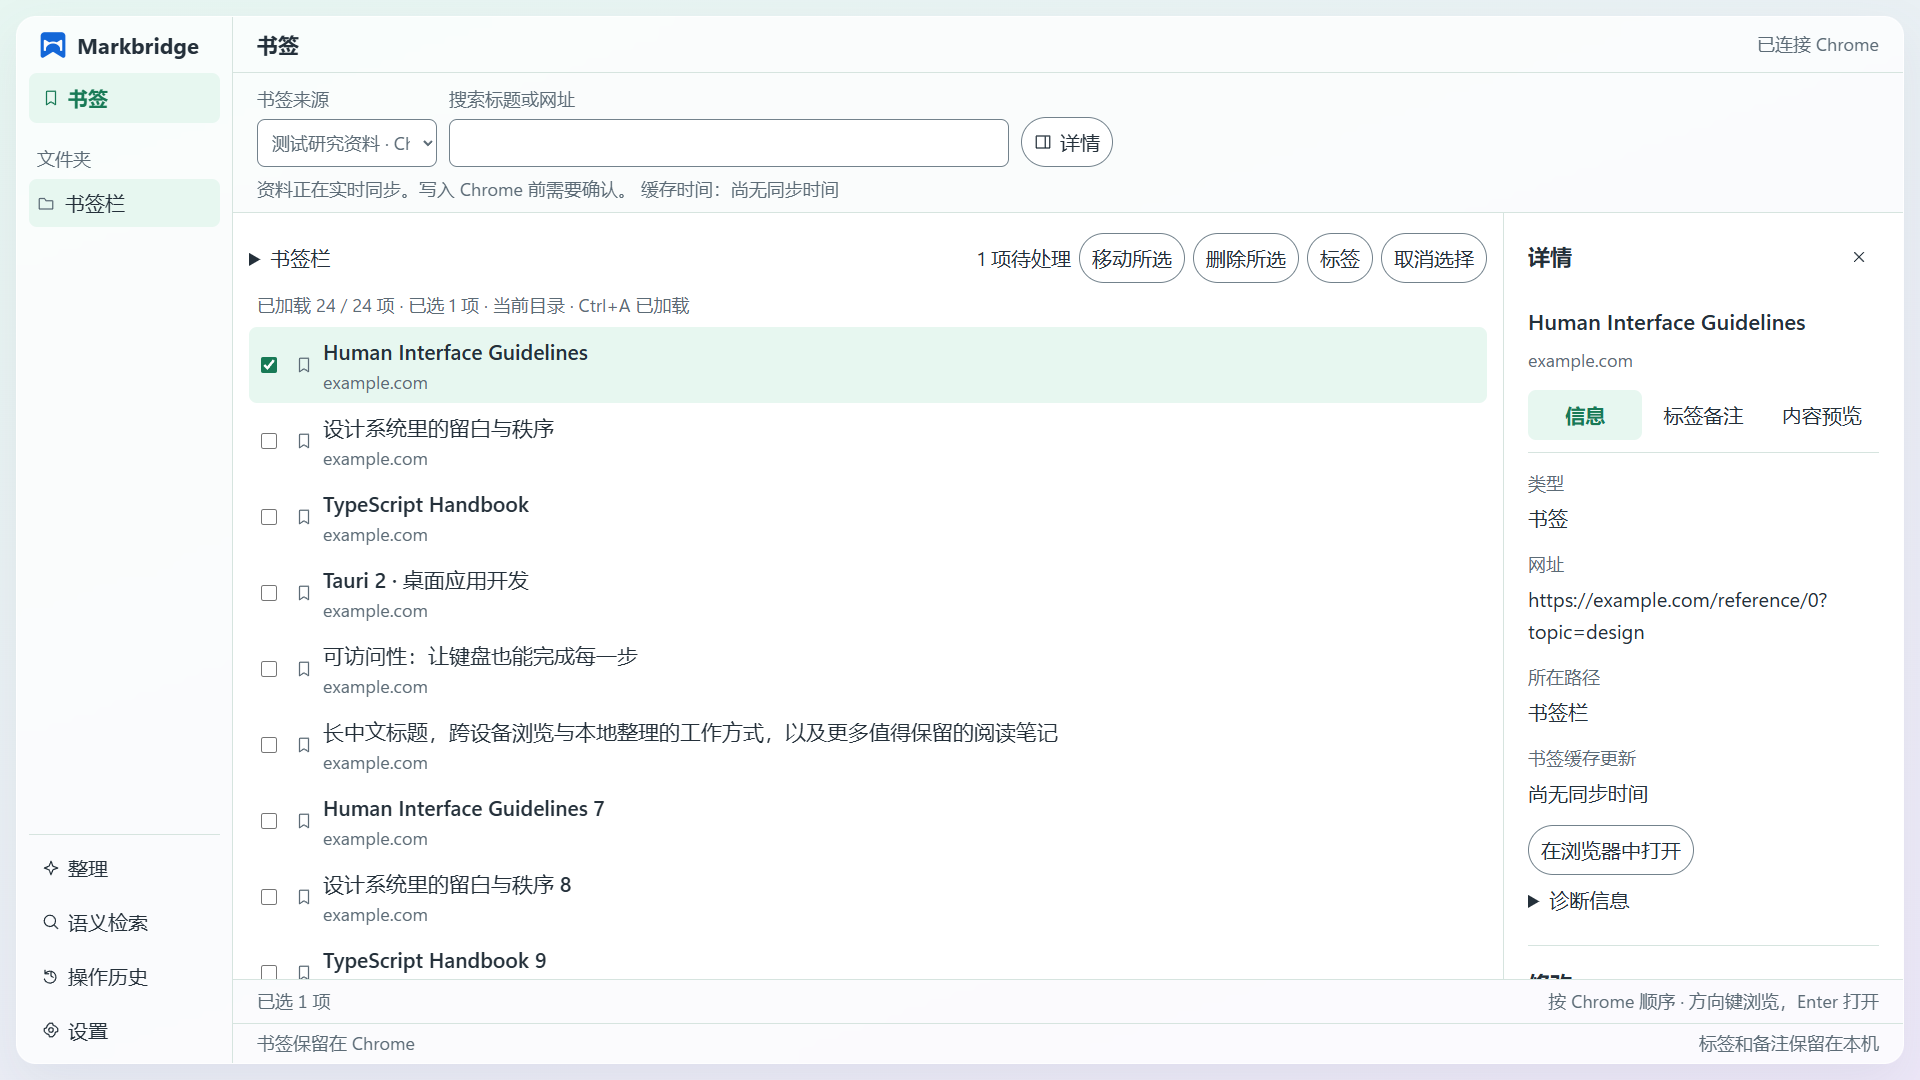 Markbridge
书签
文件夹
书签栏
整理
语义检索
操作历史
设置
书签
已连接 Chrome
书签来源
搜索标题或网址
测试研究资料 · Ch
详情
资料正在实时同步。写入 Chrome 前需要确认。 缓存时间：尚无同步时间
书签栏
1 项待处理
移动所选
删除所选
标签
取消选择
已加载 24 / 24 项 · 已选 1 项 · 当前目录 · Ctrl+A 已加载
Human Interface Guidelines
example.com
设计系统里的留白与秩序
example.com
TypeScript Handbook
example.com
Tauri 2 · 桌面应用开发
example.com
可访问性：让键盘也能完成每一步
example.com
长中文标题，跨设备浏览与本地整理的工作方式，以及更多值得保留的阅读笔记
example.com
Human Interface Guidelines 7
example.com
设计系统里的留白与秩序 8
example.com
TypeScript Handbook 9
详情
Human Interface Guidelines
example.com
信息
标签备注
内容预览
类型
书签
网址
https://example.com/reference/0?
topic=design
所在路径
书签栏
书签缓存更新
尚无同步时间
在浏览器中打开
诊断信息
已选 1 项
按 Chrome 顺序 · 方向键浏览，Enter 打开
书签保留在 Chrome
标签和备注保留在本机